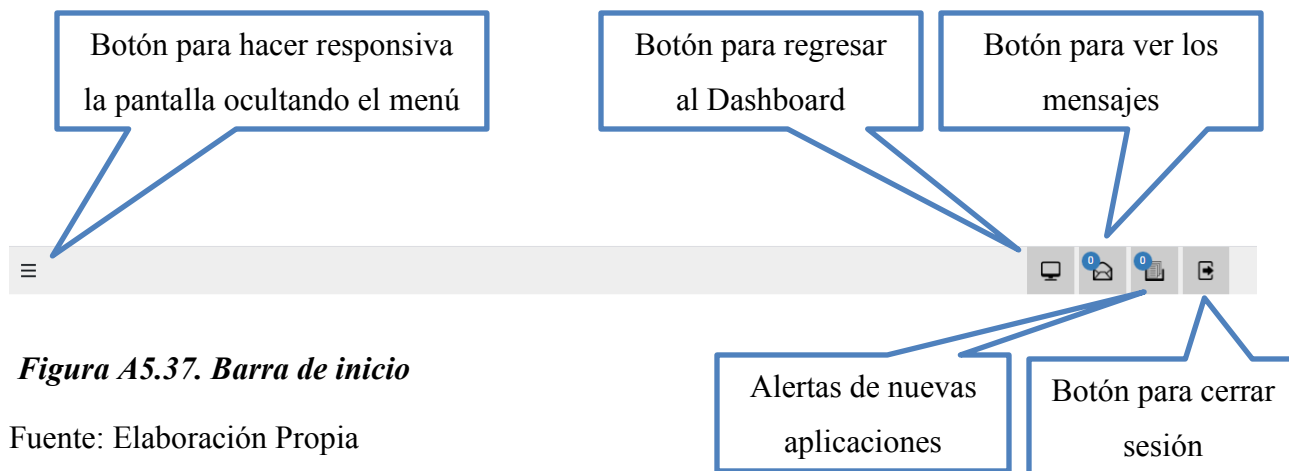 Botón para hacer responsiva
la pantalla ocultando el menú
Botón para regresar
al Dashboard
Botón para ver los
mensajes
0
0
Figura A5.37. Barra de inicio
Fuente: Elaboración Propia
Alertas de nuevas
aplicaciones
Botón para cerrar
sesión